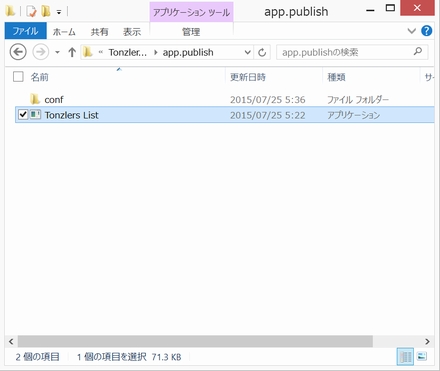 アプリケーション ツール
app.publish
ファイル ホーム 共有 表示 管理
« Tonzler... app.publish app.publishの検索
名前 更新日時 種類 サ
conf 2015/07/25 5:36 ファイル フォルダー
Tonzlers List 2015/07/25 5:22 アプリケーション
2 個の項目 1 個の項目を選択 71.3 KB